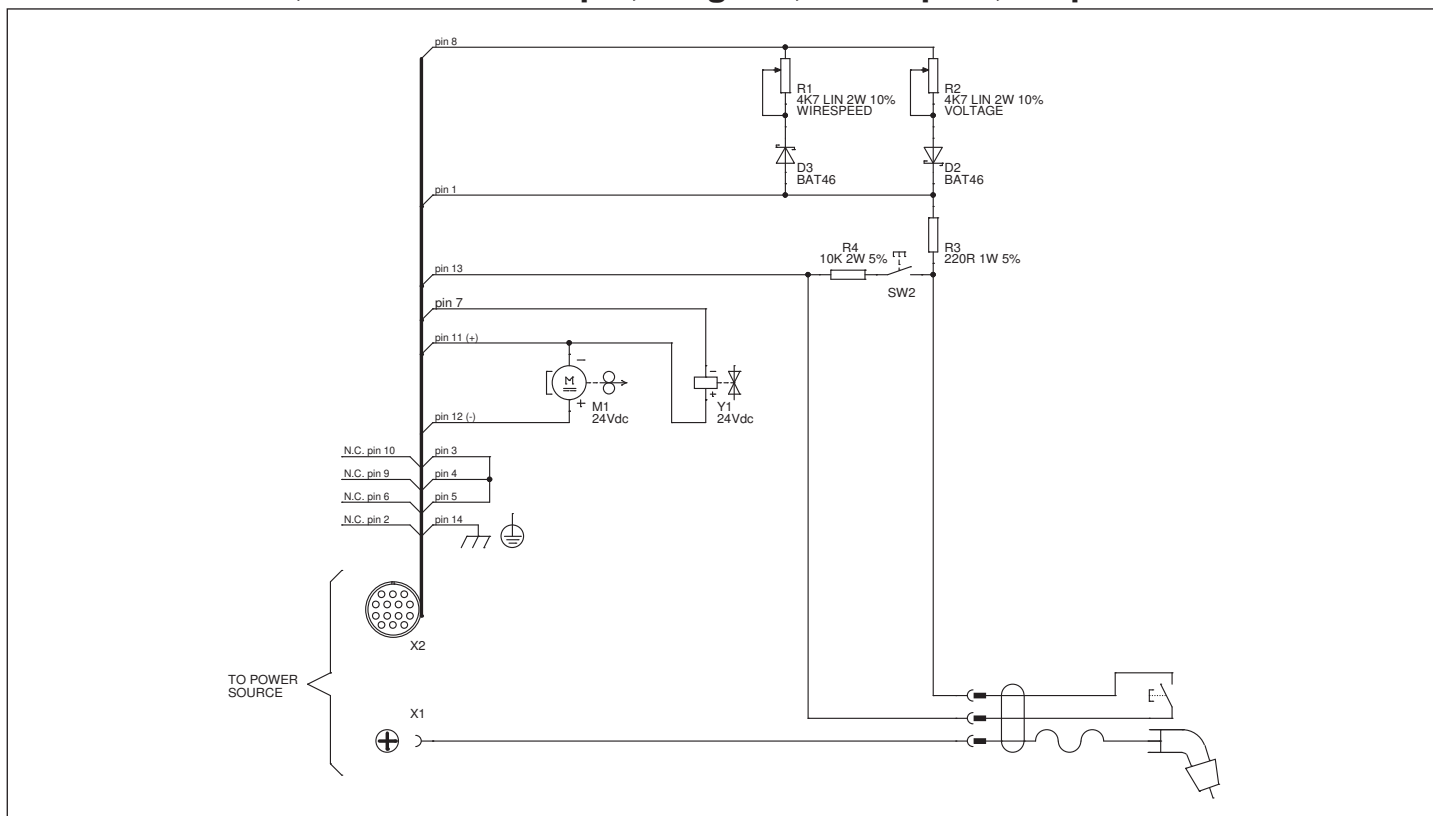 pin 8
R1
4K7 LIN 2W 10%
WIRESPEED
R2
4K7 LIN 2W 10%
VOLTAGE
D3
BAT46
D2
BAT46
pin 1
R4
10K 2W 5%
R3
220R 1W 5%
SW2
pin 13
pin 7
pin 11 (+)
M
M1
24Vdc
Y1
24Vdc
pin 12 (-)
N.C. pin 10
pin 3
N.C. pin 9
pin 4
N.C. pin 6
pin 5
N.C. pin 2
pin 14
X2
TO POWER
SOURCE
X1